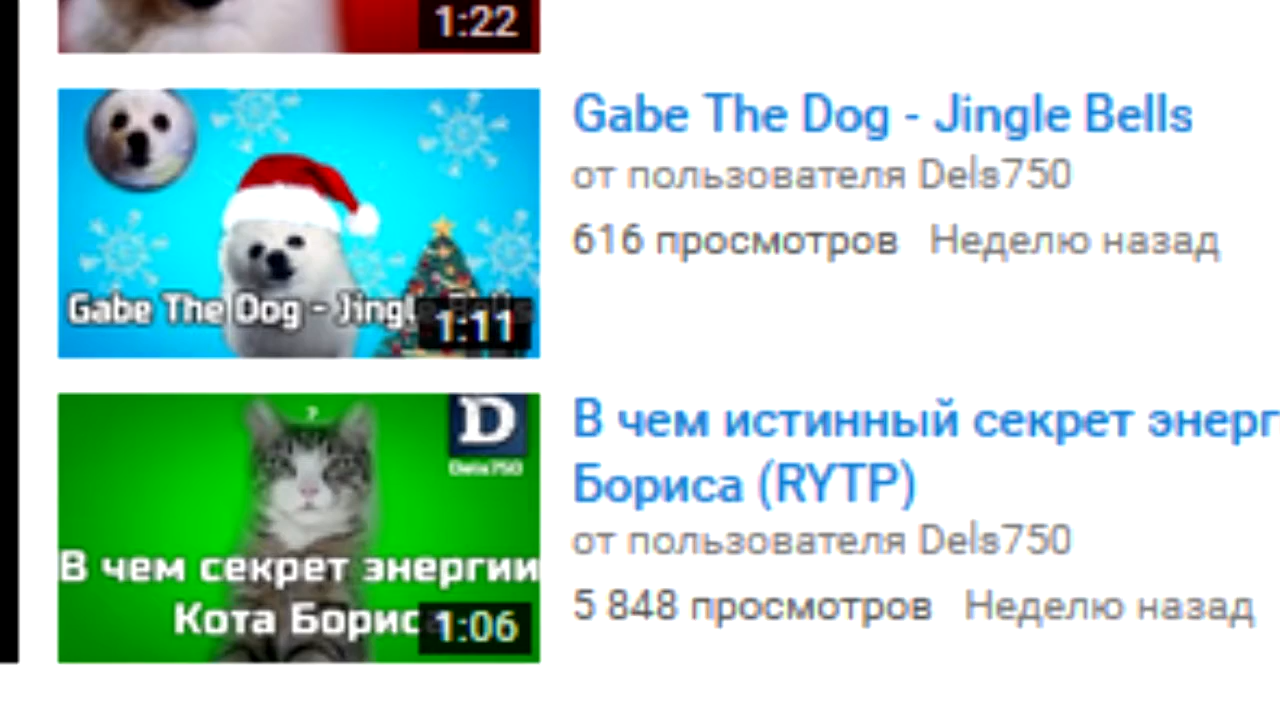 1:22
Gabe The Dog - Jingle Bells
от пользователя Dels750
616 просмотров Неделю назад
Gabe The Dog - Jingle Bells
1:11
?
D
Dels750
В чем истинный секрет энерг
Бориса (RYTP)
от пользователя Dels750
5 848 просмотров Неделю назад
В чем секрет энергии
Кота Борис
1:06